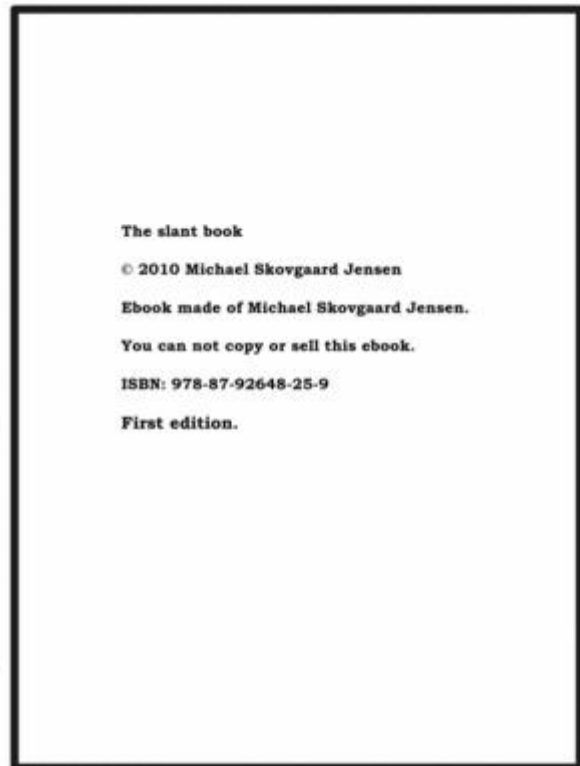 The slant book
© 2010 Michael Skovgaard Jensen
Ebook made of Michael Skovgaard Jensen.
You can not copy or sell this ebook.
ISBN: 978-87-92648-25-9
First edition.